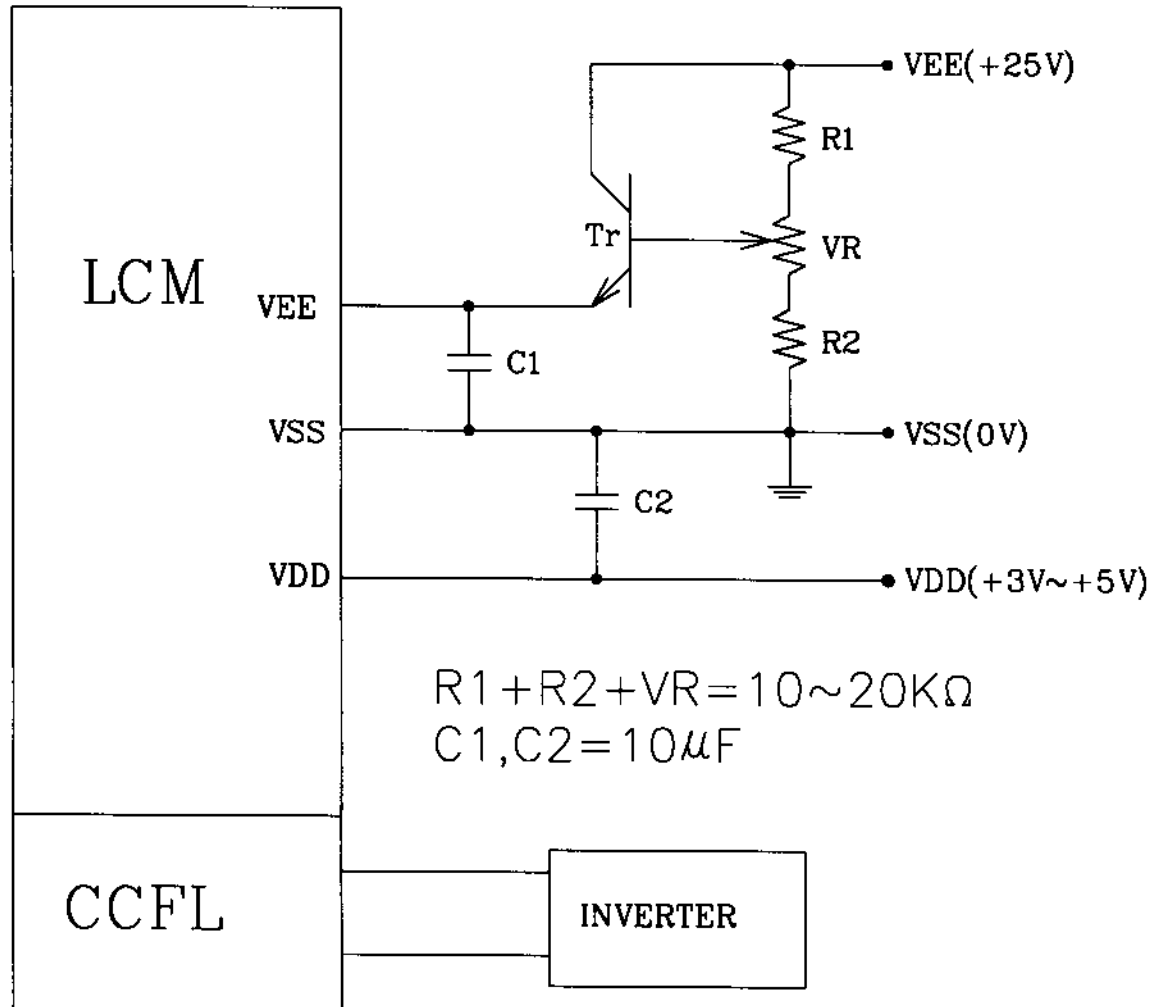 VEE(+25V)
R1
Tr
VR
LCM
VEE
R2
C1
VSS
VSS(0V)
C2
VDD
VDD(+3V~+5V)
R1+R2+VR=10~20KΩ
C1,C2=10μF
CCFL
INVERTER